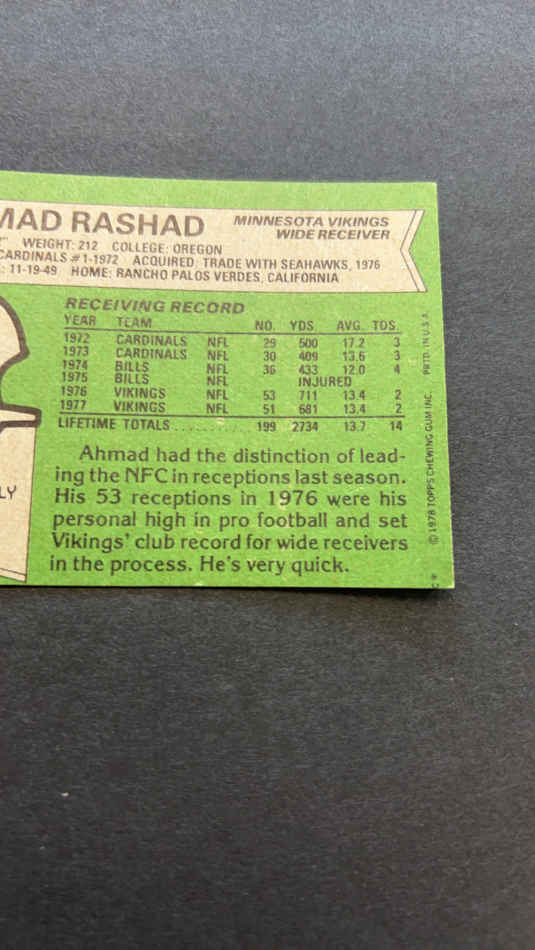 MAD RASHAD
MINNESOTA VIKINGS
WIDE RECEIVER
WEIGHT: 212 COLLEGE: OREGON
CARDINALS #1-1972 ACQUIRED: TRADE WITH SEAHAWKS, 1976
: 11-19-49 HOME: RANCHO PALOS VERDES, CALIFORNIA
RECEIVING RECORD
YEAR TEAM NO. YDS. AVG. TDS.
1972 CARDINALS NFL 29 500 17.2 3
1973 CARDINALS NFL 30 409 13.6 3
1974 BILLS NFL 36 433 12.0 4
1975 BILLS NFL INJURED
1976 VIKINGS NFL 53 711 13.4 2
1977 VIKINGS NFL 51 681 13.4 2
LIFETIME TOTALS.......... 199 2734 13.7 14
Ahmad had the distinction of lead-
ing the NFC in receptions last season.
His 53 receptions in 1976 were his
personal high in pro football and set
Vikings' club record for wide receivers
in the process. He's very quick.
LY
© 1978 TOPPS CHEWING GUM INC. PRTD. IN U.S.A.